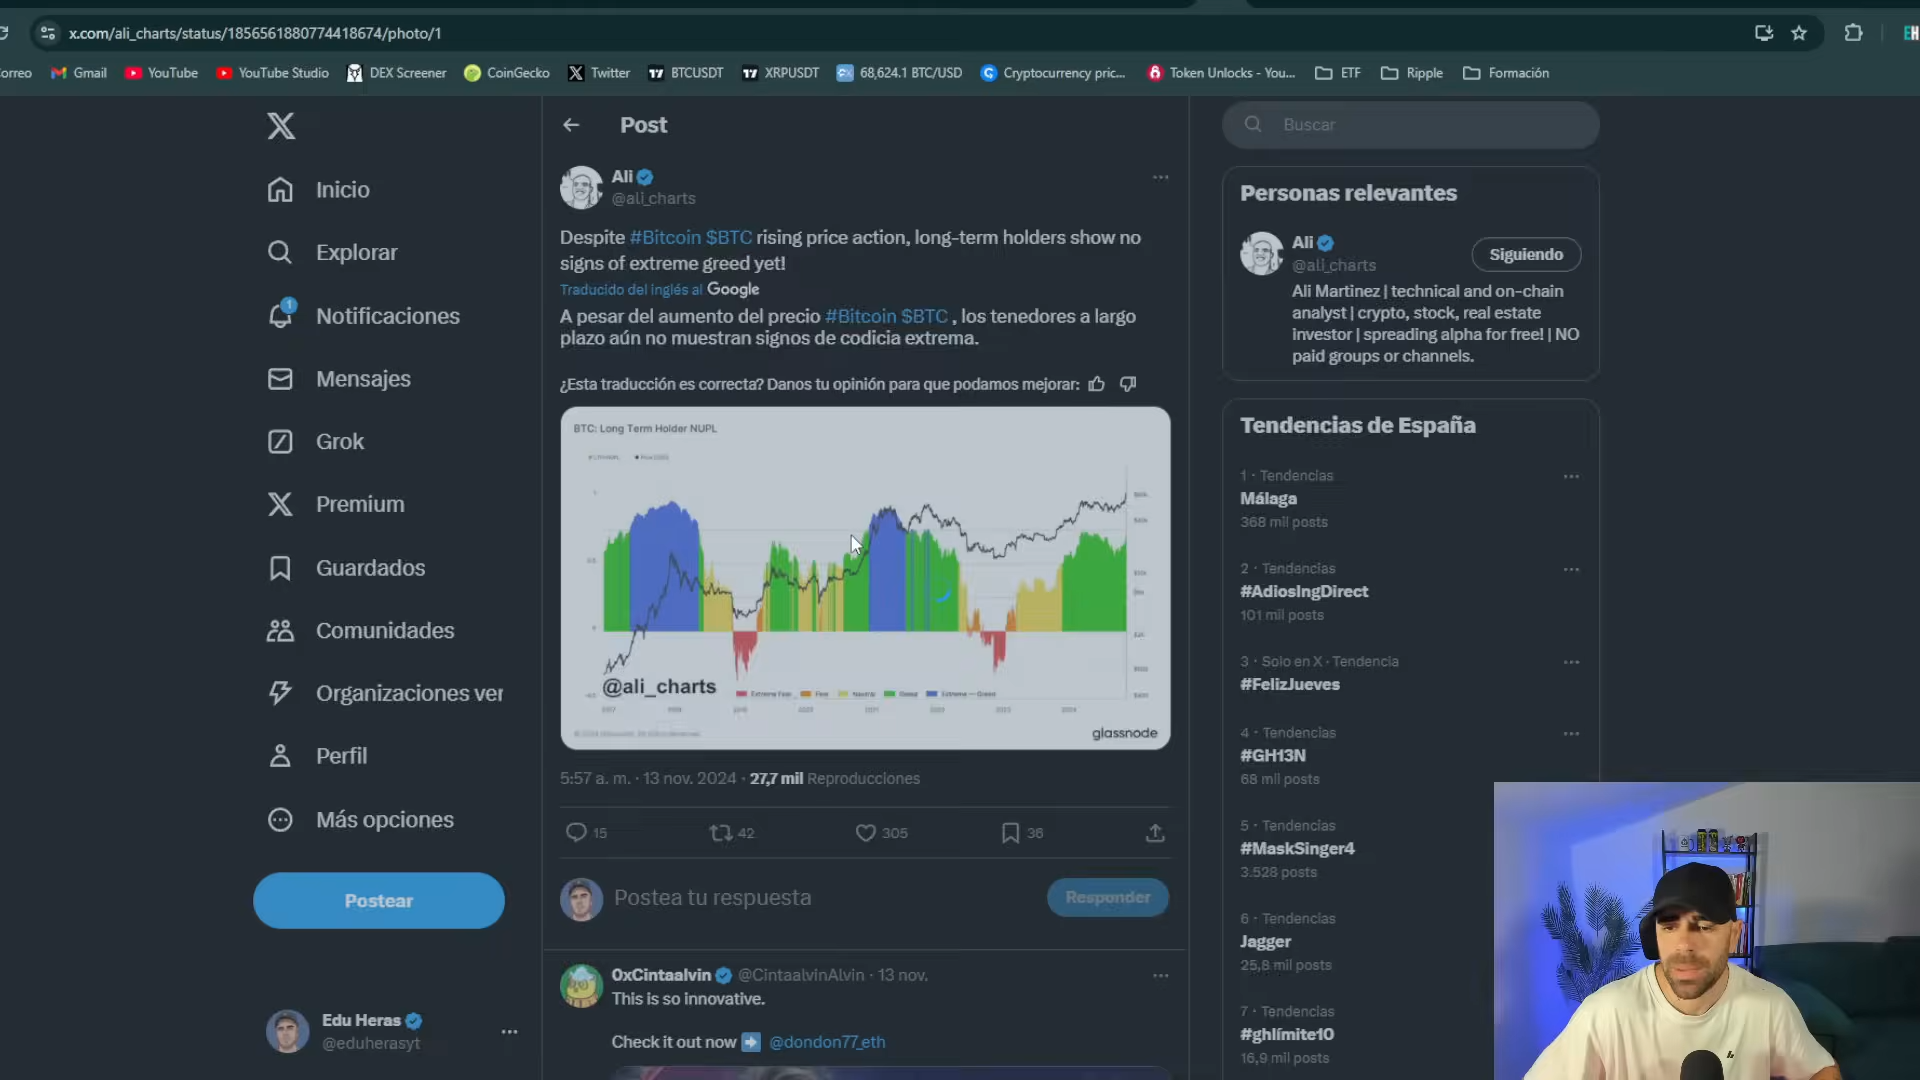 x.com/ali_charts/status/1856561880774418674/photo/1
orreo
Gmail
YouTube
YouTube Studio
DEX Screener
CoinGecko
Twitter
BTCUSDT
XRPUSDT
68,624.1 BTC/USD
Cryptocurrency pric...
Token Unlocks - You...
ETF
Ripple
Formación
Inicio
Explorar
1
Notificaciones
Mensajes
Grok
Premium
Guardados
Comunidades
Organizaciones ver
Perfil
Más opciones
Postear
Edu Heras
@eduherasyt
Post
Ali
@ali_charts
Despite #Bitcoin $BTC rising price action, long-term holders show no
signs of extreme greed yet!
Traducido del inglés al Google
A pesar del aumento del precio #Bitcoin $BTC , los tenedores a largo
plazo aún no muestran signos de codicia extrema.
¿Esta traducción es correcta? Danos tu opinión para que podamos mejorar:
BTC: Long Term Holder NUPL
@ali_charts
glassnode
5:57 a. m. · 13 nov. 2024 · 27,7 mil Reproducciones
15
42
305
36
Postea tu respuesta
Responder
0xCintaalvin @CintaalvinAlvin · 13 nov.
This is so innovative.
Check it out now @dondon77_eth
Buscar
Personas relevantes
Ali
@ali_charts
Siguiendo
Ali Martinez | technical and on-chain
analyst | crypto, stock, real estate
investor | spreading alpha for free! | NO
paid groups or channels.
Tendencias de España
1 · Tendencias
Málaga
368 mil posts
2 · Tendencias
#AdiosIngDirect
101 mil posts
3 · Solo en X · Tendencia
#FelizJueves
4 · Tendencias
#GH13N
68 mil posts
5 · Tendencias
#MaskSinger4
3.528 posts
6 · Tendencias
Jagger
25,8 mil posts
7 · Tendencias
#ghlímite10
16,9 mil posts